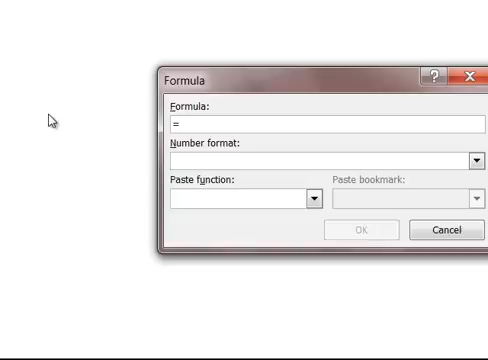 Formula
Formula:
=
Number format:
Paste function: Paste bookmark:
OK Cancel